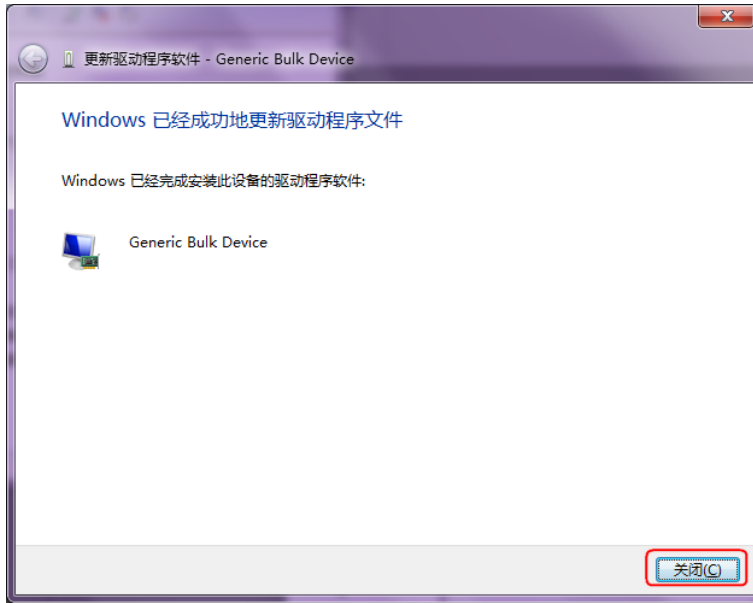 更新驱动程序软件 - Generic Bulk Device
Windows 已经成功地更新驱动程序文件
Windows 已经完成安装此设备的驱动程序软件:
Generic Bulk Device
关闭(C)